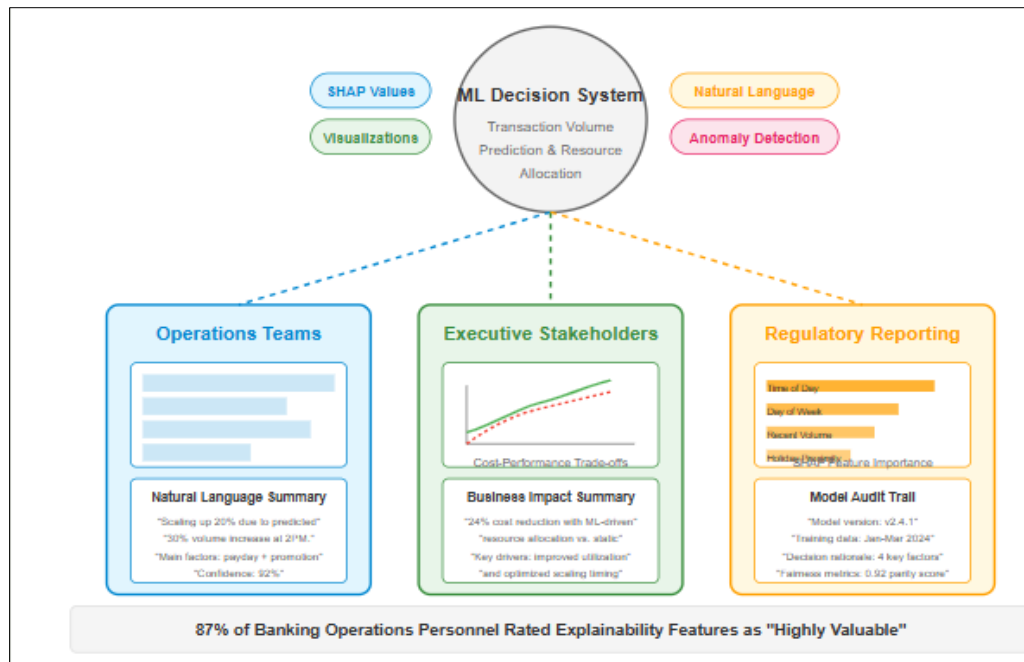 SHAP Values
Visualizations
ML Decision System
Transaction Volume
Prediction & Resource
Allocation
Natural Language
Anomaly Detection
Operations Teams
Natural Language Summary
"Scaling up 20% due to predicted"
"30% volume increase at 2PM."
"Main factors: payday + promotion"
"Confidence: 92%"
Executive Stakeholders
Cost-Performance Trade-offs
Business Impact Summary
"24% cost reduction with ML-driven"
"resource allocation vs. static"
"Key drivers: improved utilization"
"and optimized scaling timing"
Regulatory Reporting
Time of Day
Day of Week
Recent Volume
Holiday Proximity
SHAP Feature Importance
Model Audit Trail
"Model version: v2.4.1"
"Training data: Jan-Mar 2024"
"Decision rationale: 4 key factors"
"Fairness metrics: 0.92 parity score"
87% of Banking Operations Personnel Rated Explainability Features as "Highly Valuable"